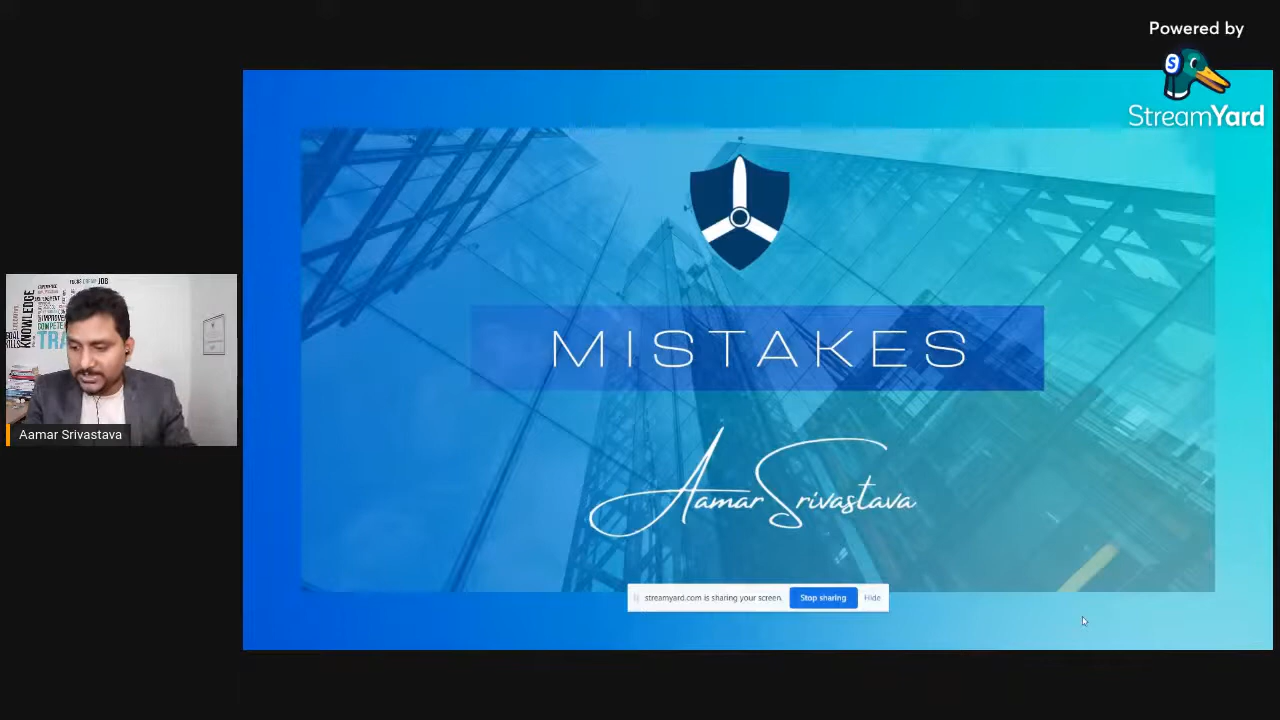 Powered by
StreamYard
MISTAKES
Aamar Srivastava
streamyard.com is sharing your screen.
Stop sharing
Hide
KNOWLEDGE
JOB
Aamar Srivastava